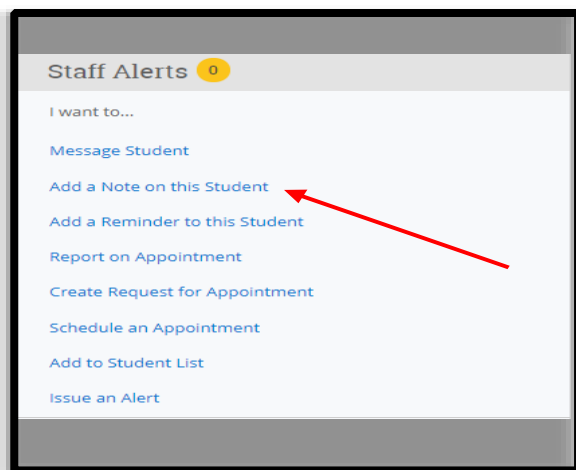 Staff Alerts 0
I want to...
Message Student
Add a Note on this Student
Add a Reminder to this Student
Report on Appointment
Create Request for Appointment
Schedule an Appointment
Add to Student List
Issue an Alert